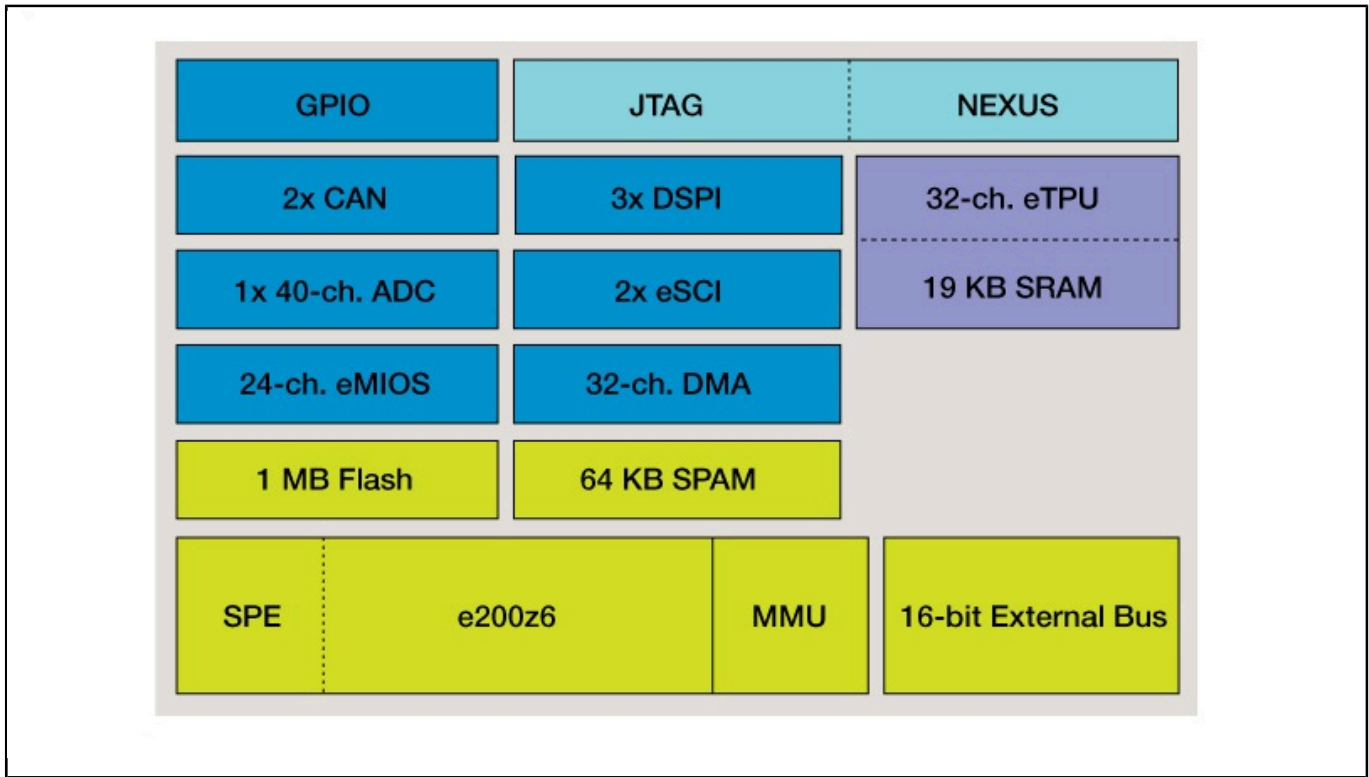 GPIO
JTAG
NEXUS
2x CAN
3x DSPI
32-ch. eTPU
1x 40-ch. ADC
2x eSCI
19 KB SRAM
24-ch. eMIOS
32-ch. DMA
1 MB Flash
64 KB SPAM
SPE
e200z6
MMU
16-bit External Bus